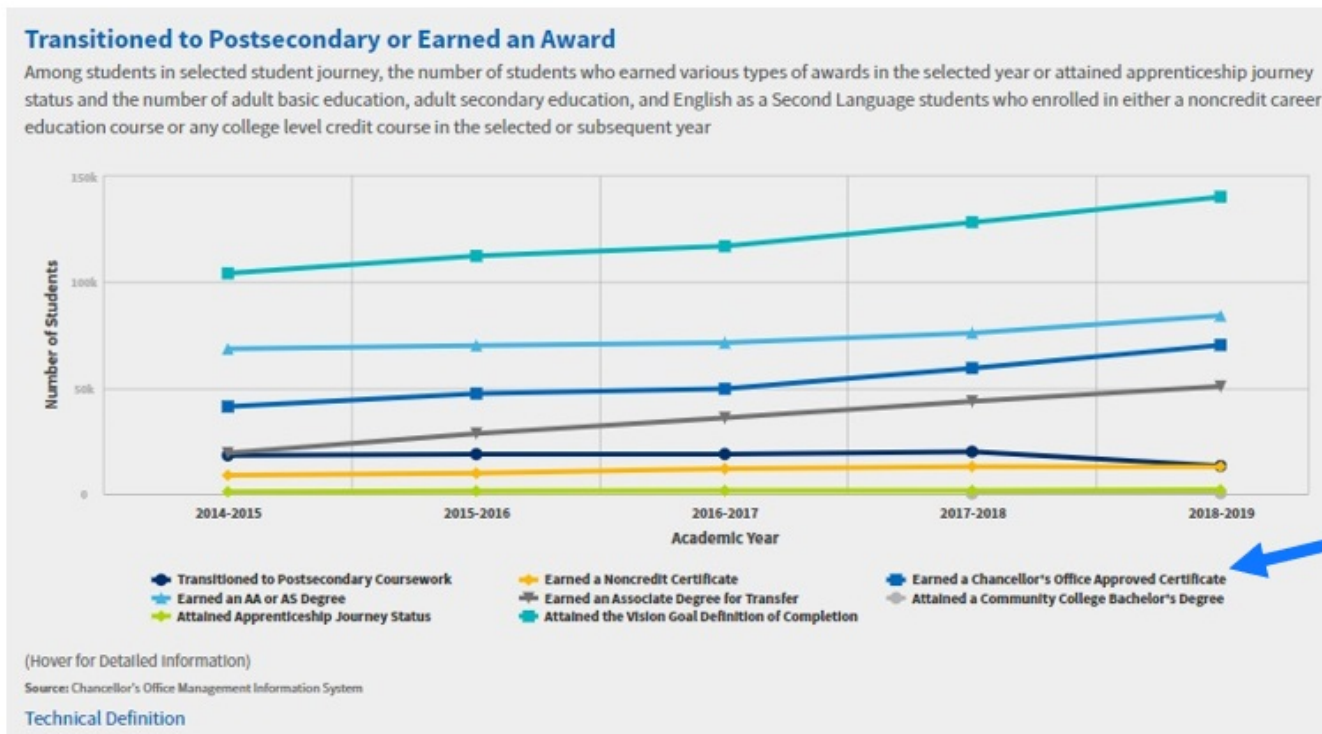 Transitioned to Postsecondary or Earned an Award
Among students in selected student journey, the number of students who earned various types of awards in the selected year or attained apprenticeship journey
status and the number of adult basic education, adult secondary education, and English as a Second Language students who enrolled in either a noncredit career
education course or any college level credit course in the selected or subsequent year
150k
100k
50k
0
Number of Students
2014-2015 2015-2016 2016-2017 2017-2018 2018-2019
Academic Year
Transitioned to Postsecondary Coursework Earned a Noncredit Certificate Earned a Chancellor's Office Approved Certificate
Earned an AA or AS Degree Earned an Associate Degree for Transfer Attained a Community College Bachelor's Degree
Attained Apprenticeship Journey Status Attained the Vision Goal Definition of Completion
(Hover for Detailed Information)
Source: Chancellor's Office Management Information System
Technical Definition